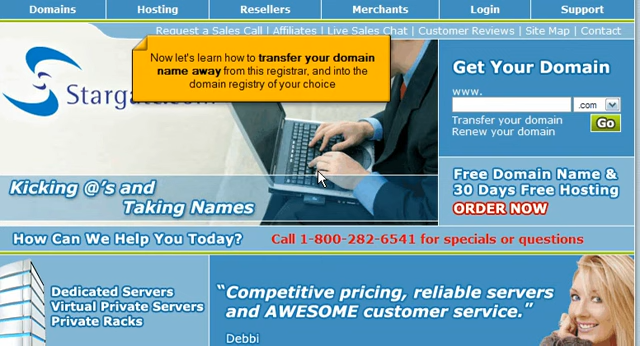 Domains Hosting Resellers Merchants Login Support
Request a Sales Call | Affiliates | Live Sales Chat | Customer Reviews | Site Map | Contact
Now let's learn how to transfer your domain
name away from this registrar, and into the
domain registry of your choice
Get Your Domain
www.
.com
Transfer your domain
Go
Renew your domain
Kicking @'s and
Taking Names
Free Domain Name &
30 Days Free Hosting
ORDER NOW
How Can We Help You Today? Call 1-800-282-6541 for specials or questions
Dedicated Servers
Virtual Private Servers
Private Racks
“Competitive pricing, reliable servers
and AWESOME customer service.”
Debbi